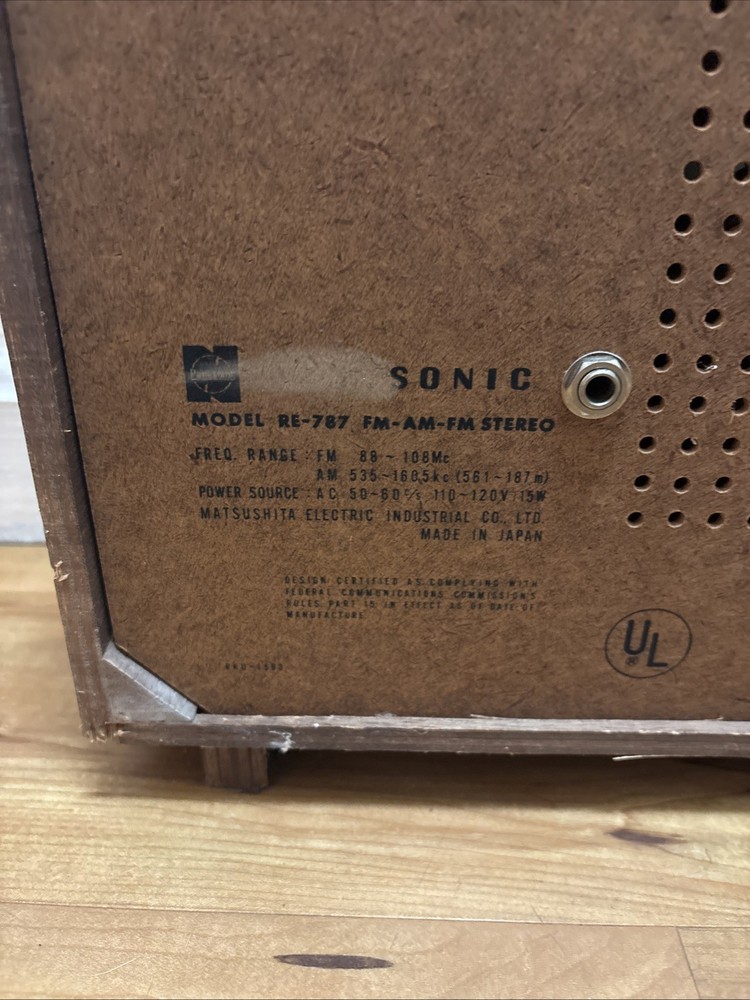 N
SONIC
MODEL RE-787 FM-AM-FM STEREO
FREQ. RANGE : FM 88~108Mc
AM 535~1605kc (561~187m)
POWER SOURCE : AC 50-60c/s 110~120V 15W
MATSUSHITA ELECTRIC INDUSTRIAL CO., LTD.
MADE IN JAPAN
DESIGN CERTIFIED AS COMPLYING WITH
FEDERAL COMMUNICATIONS COMMISSION'S
RULES PART 15 IN EFFECT AS OF DATE OF
MANUFACTURE
UL